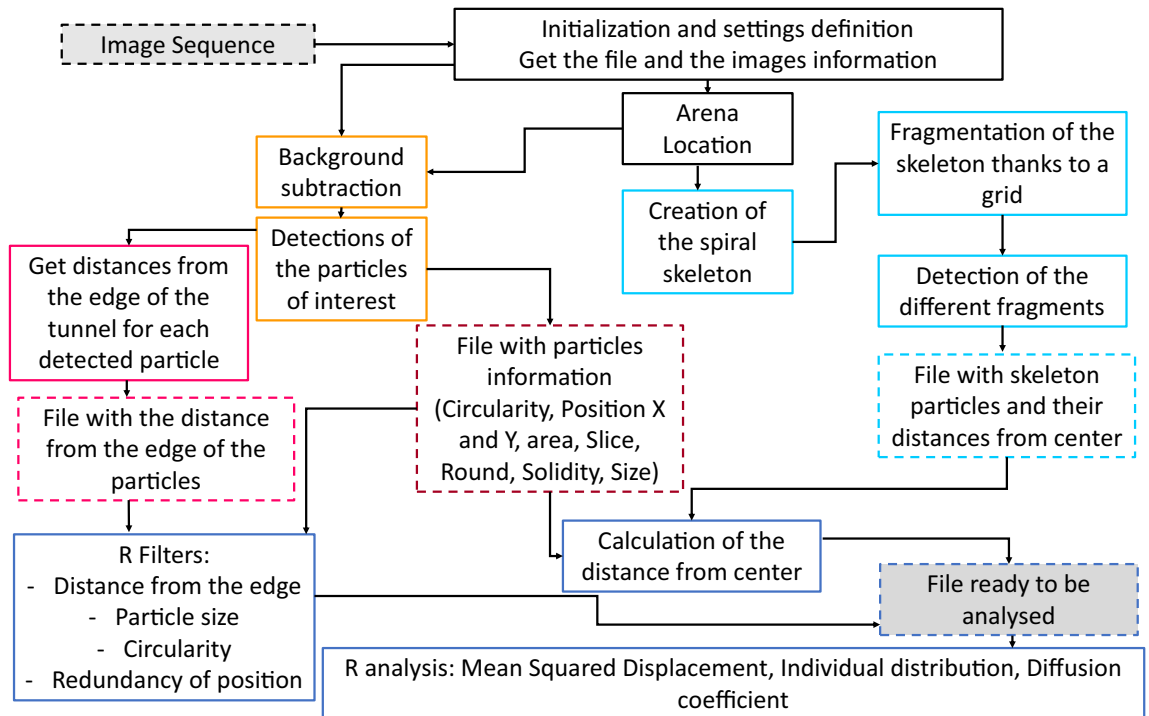 Image Sequence
Initialization and settings definition
Get the file and the images information
Arena
Location
Background
subtraction
Fragmentation of the
skeleton thanks to a
grid
Creation of
the spiral
skeleton
Detections of
the particles
of interest
Get distances from
the edge of the
tunnel for each
detected particle
Detection of the
different fragments
File with particles
information
(Circularity, Position X
and Y, area, Slice,
Round, Solidity, Size)
File with skeleton
particles and their
distances from center
File with the distance
from the edge of the
particles
R Filters:
- Distance from the edge
- Particle size
- Circularity
- Redundancy of position
Calculation of the
distance from center
File ready to be
analysed
R analysis: Mean Squared Displacement, Individual distribution, Diffusion
coefficient